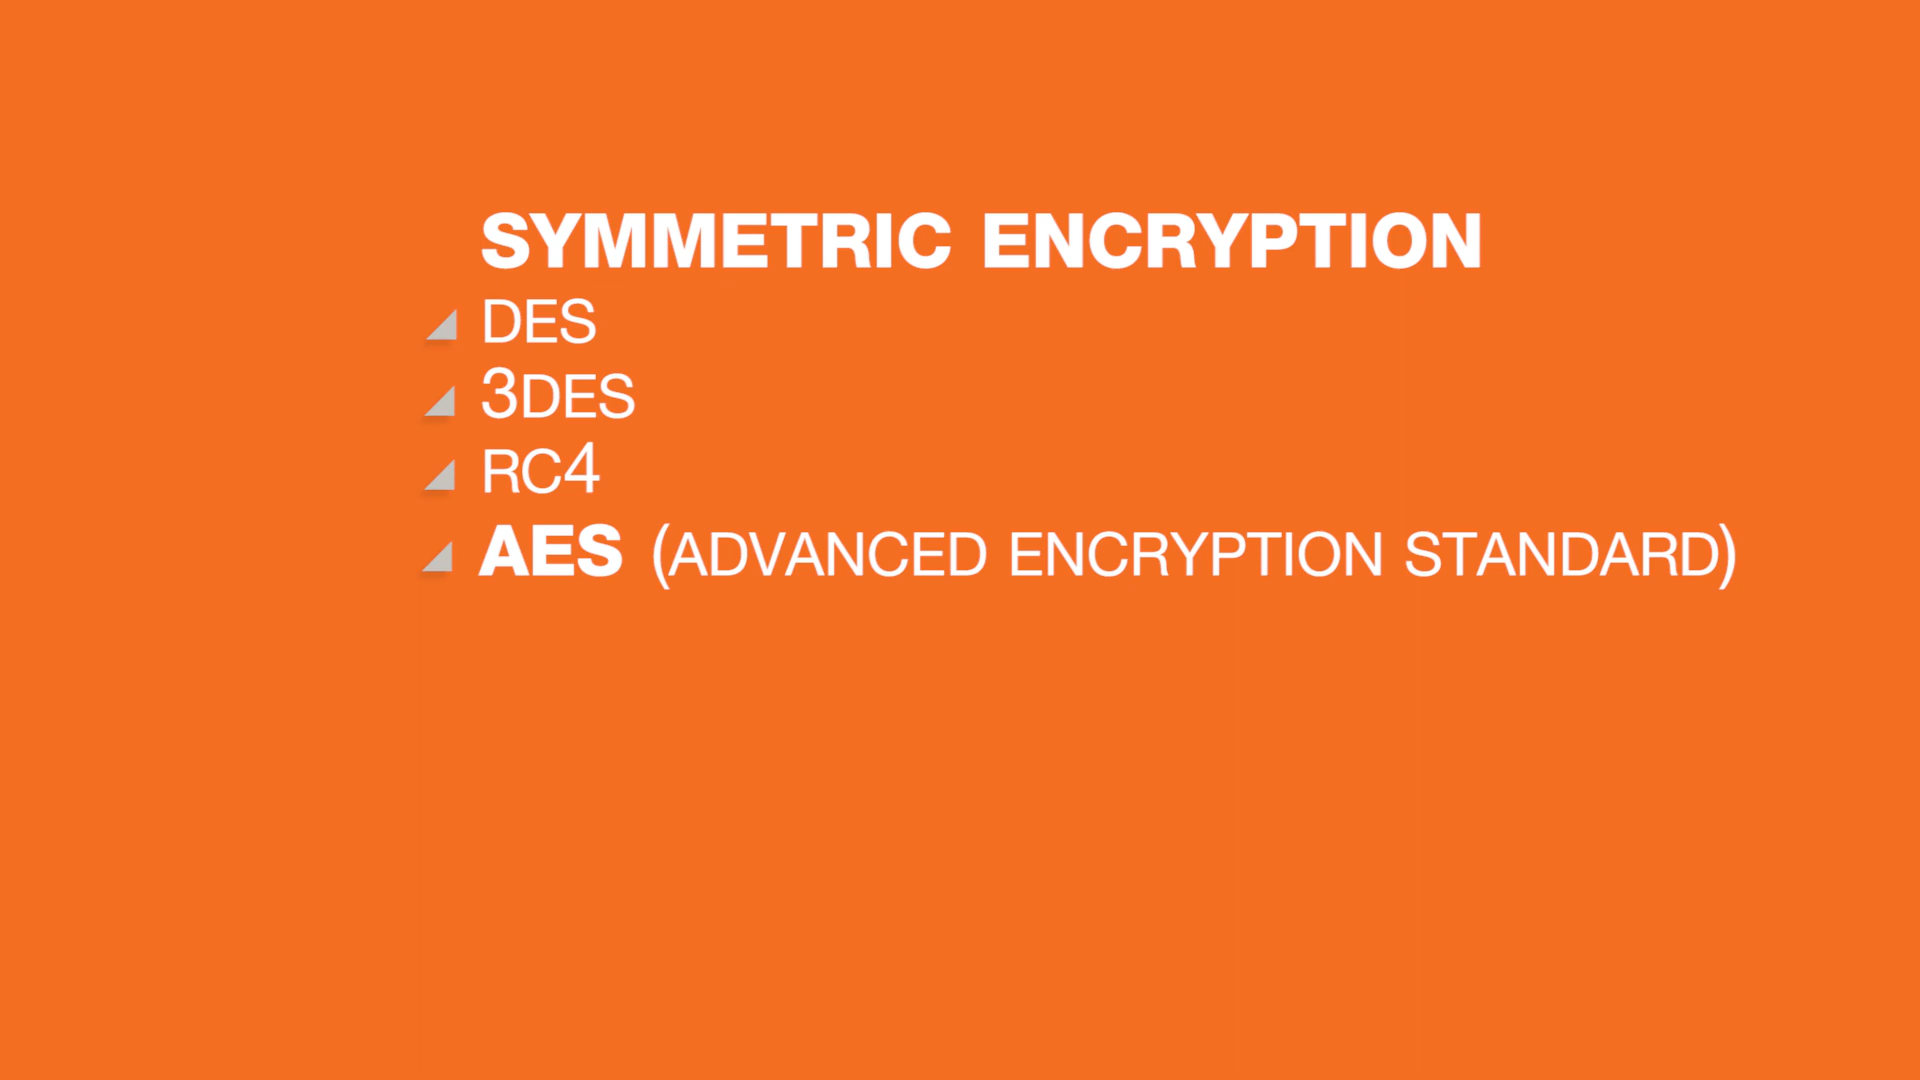 SYMMETRIC ENCRYPTION
DES
3DES
RC4
AES (ADVANCED ENCRYPTION STANDARD)